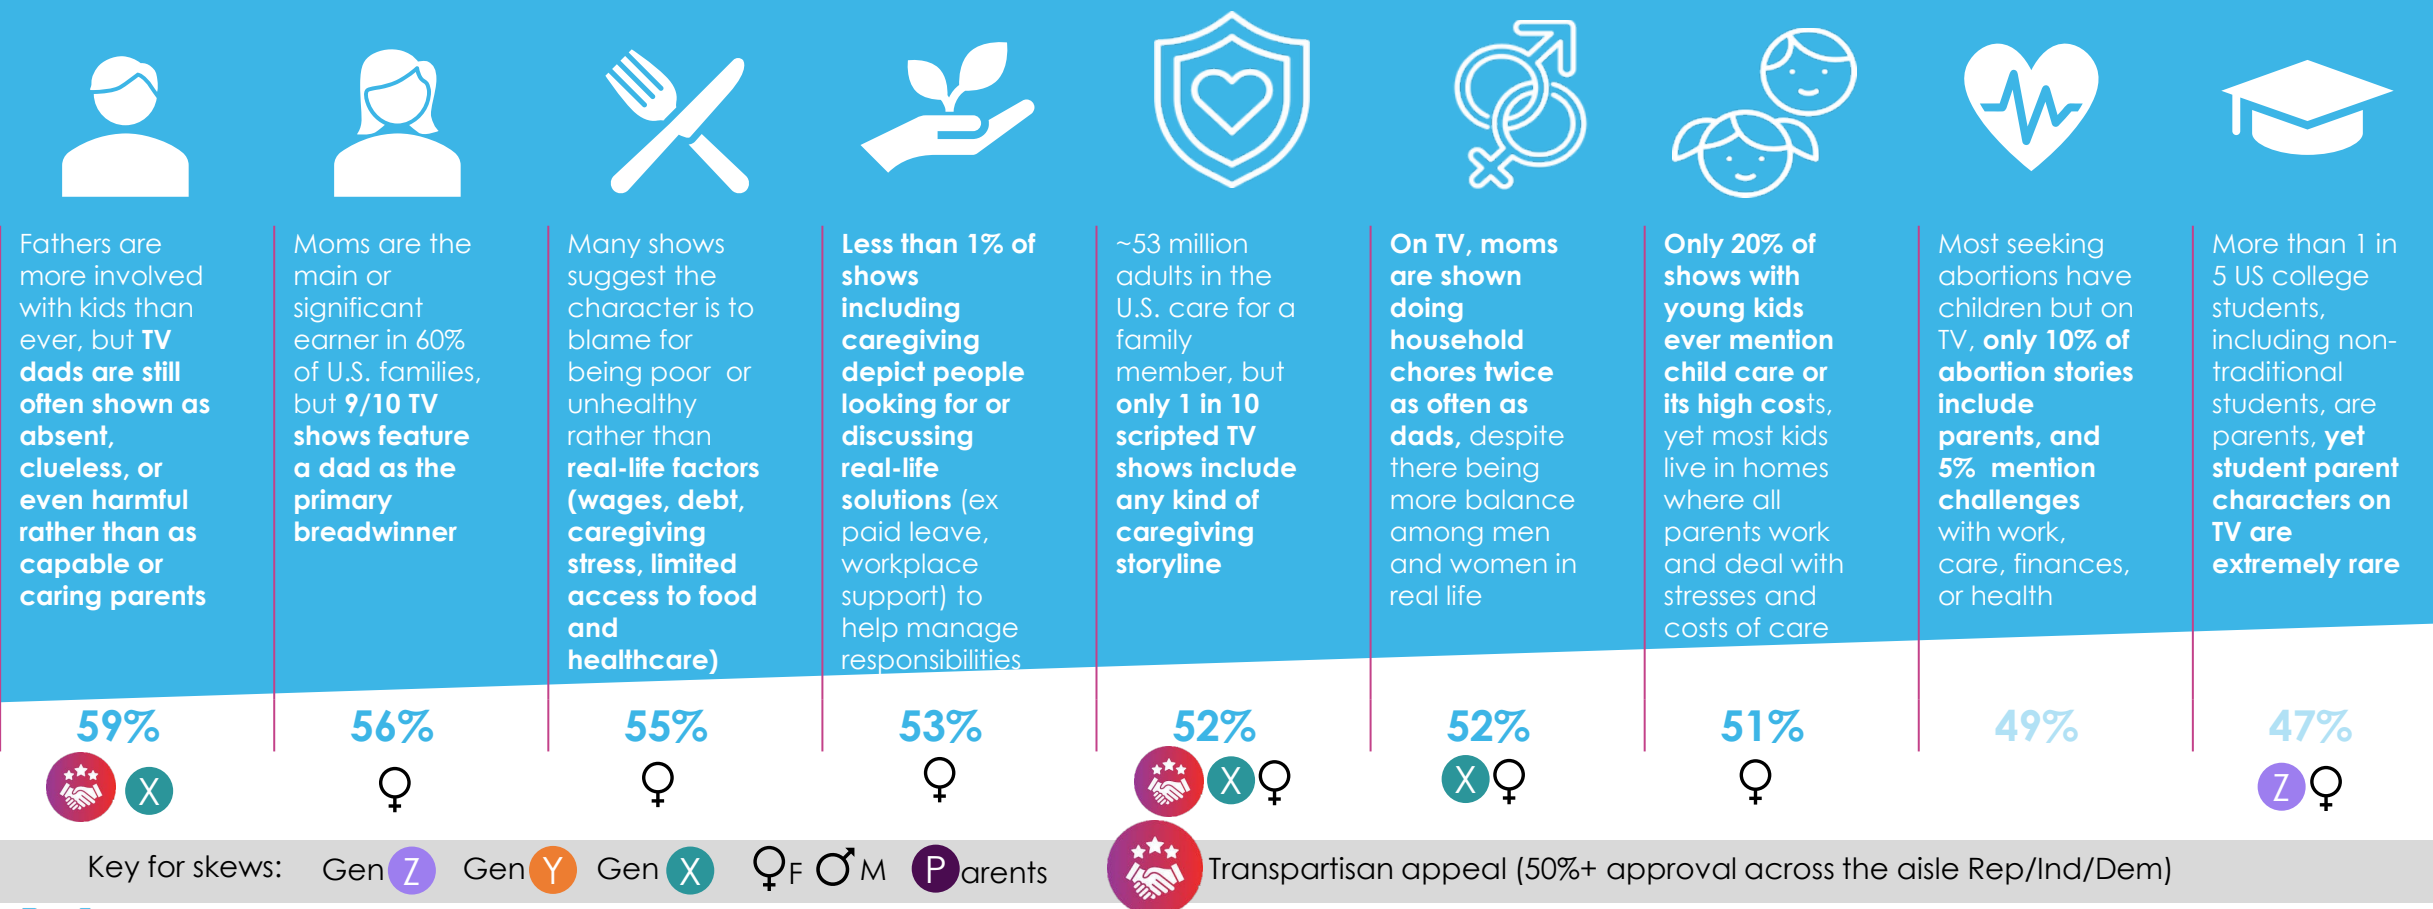 Fathers are
more involved
with kids than
ever, but TV
dads are still
often shown as
absent,
clueless, or
even harmful
rather than as
capable or
caring parents
Moms are the
main or
significant
earner in 60%
of U.S. families,
but 9/10 TV
shows feature
a dad as the
primary
breadwinner
Many shows
suggest the
character is to
blame for
being poor or
unhealthy
rather than
real-life factors
(wages, debt,
caregiving
stress, limited
access to food
and
healthcare)
Less than 1% of
shows
including
caregiving
depict people
looking for or
discussing
real-life
solutions (ex
paid leave,
workplace
support) to
help manage
responsibilities
~53 million
adults in the
U.S. care for a
family
member, but
only 1 in 10
scripted TV
shows include
any kind of
caregiving
storyline
On TV, moms
are shown
doing
household
chores twice
as often as
dads, despite
there being
more balance
among men
and women in
real life
Only 20% of
shows with
young kids
ever mention
child care or
its high costs,
yet most kids
live in homes
where all
parents work
and deal with
stresses and
costs of care
Most seeking
abortions have
children but on
TV, only 10% of
abortion stories
include
parents, and
5% mention
challenges
with work,
care, finances,
or health
More than 1 in
5 US college
students,
including non-
traditional
students, are
parents, yet
student parent
characters on
TV are
extremely rare
59% 56% 55% 53% 52% 52% 51% 49% 47%
X X X Z
Key for skews: Gen Z Gen Y Gen X F M Parents Transpartisan appeal (50%+ approval across the aisle Rep/Ind/Dem)